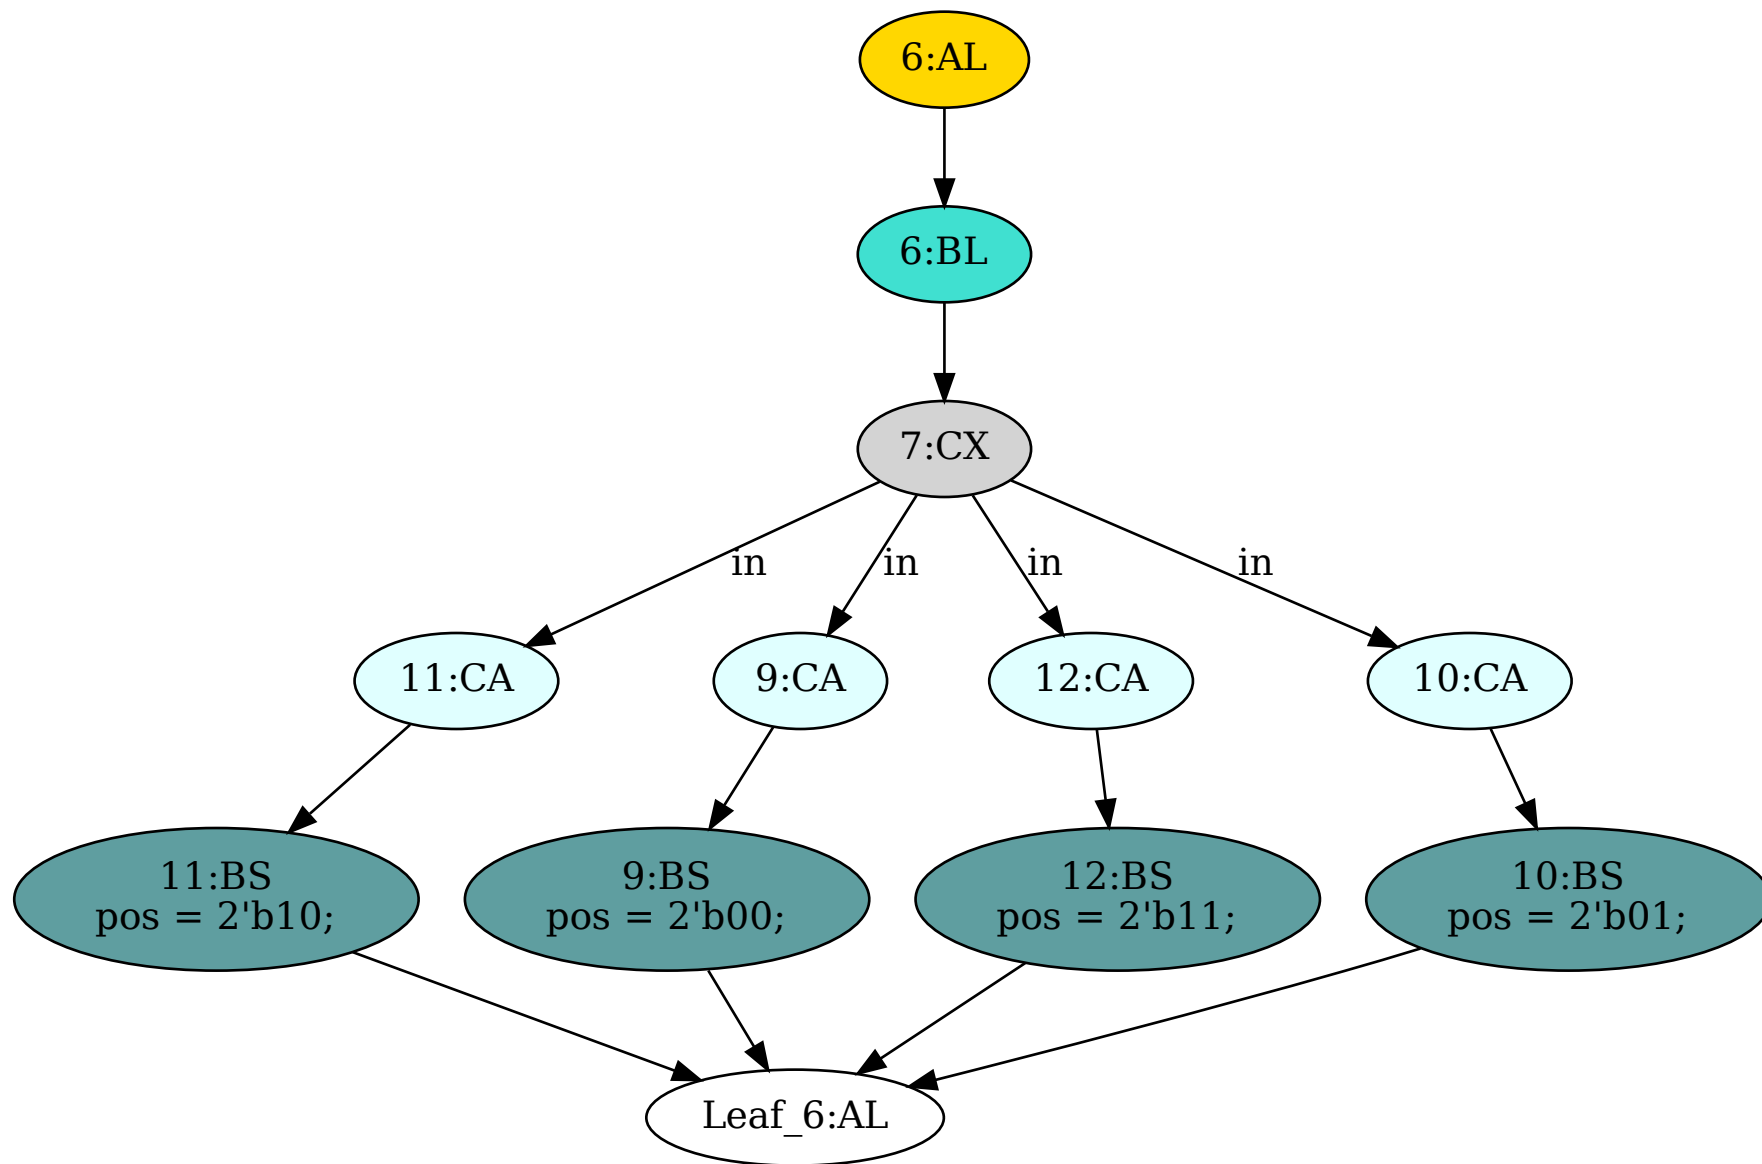 6:AL
6:BL
7:CX
in
in
in
in
11:CA
9:CA
12:CA
10:CA
11:BS
pos = 2'b10;
9:BS
pos = 2'b00;
12:BS
pos = 2'b11;
10:BS
pos = 2'b01;
Leaf_6:AL